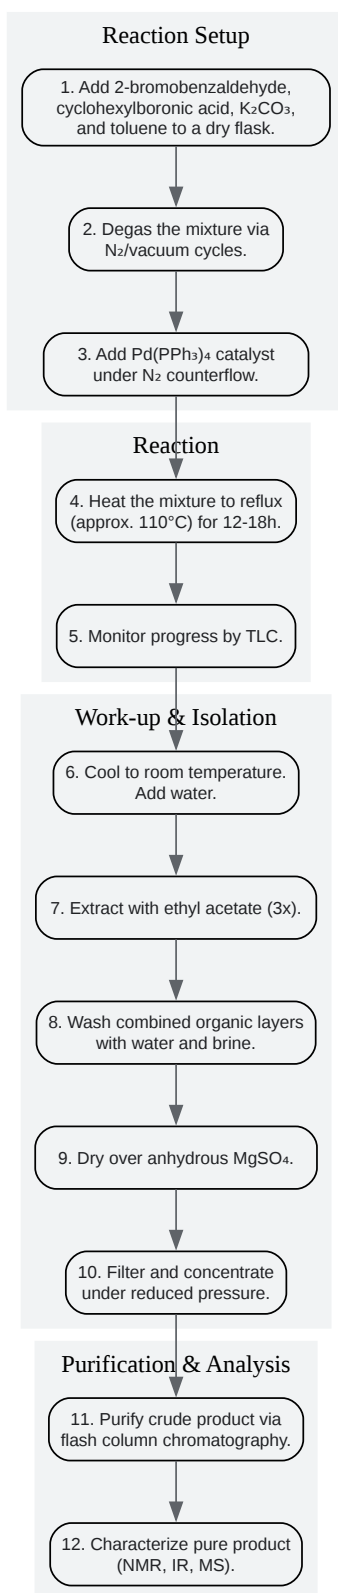 Reaction Setup
1. Add 2-bromobenzaldehyde,
cyclohexylboronic acid, K₂CO₃,
and toluene to a dry flask.
2. Degas the mixture via
N₂/vacuum cycles.
3. Add Pd(PPh₃)₄ catalyst
under N₂ counterflow.
Reaction
4. Heat the mixture to reflux
(approx. 110°C) for 12-18h.
5. Monitor progress by TLC.
Work-up & Isolation
6. Cool to room temperature.
Add water.
7. Extract with ethyl acetate (3x).
8. Wash combined organic layers
with water and brine.
9. Dry over anhydrous MgSO₄.
10. Filter and concentrate
under reduced pressure.
Purification & Analysis
11. Purify crude product via
flash column chromatography.
12. Characterize pure product
(NMR, IR, MS).